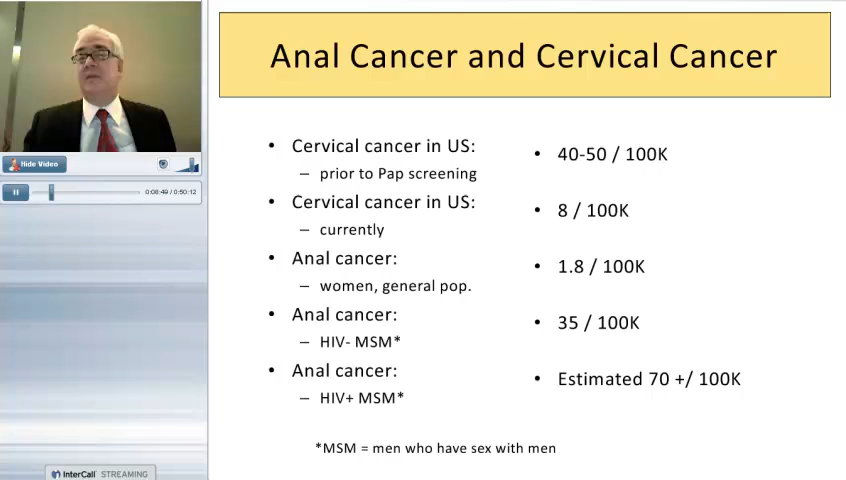 Anal Cancer and Cervical Cancer
• Cervical cancer in US:
– prior to Pap screening
• 40-50 / 100K
• Cervical cancer in US:
– currently
• 8 / 100K
• Anal cancer:
– women, general pop.
• 1.8 / 100K
• Anal cancer:
– HIV- MSM*
• 35 / 100K
• Anal cancer:
– HIV+ MSM*
• Estimated 70 +/ 100K
*MSM = men who have sex with men
Hide Video
0:08:49 / 0:50:12
InterCall STREAMING